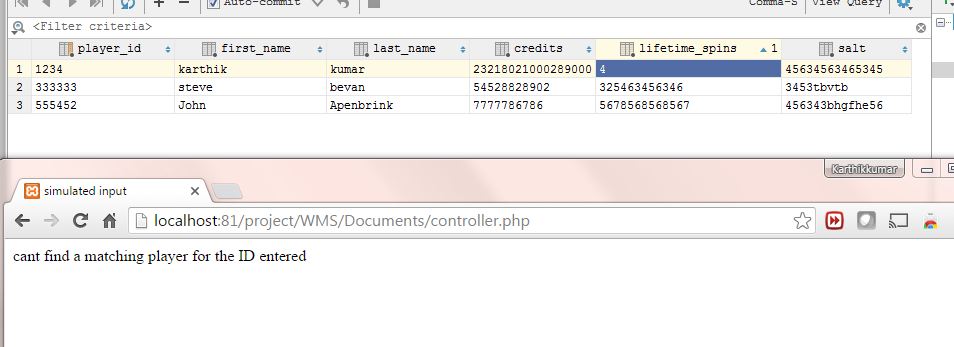 Auto-commit Comma-S View Query
<Filter criteria>
player_id first_name last_name credits lifetime_spins 1 salt
1 1234 karthik kumar 23218021000289000 4 45634563465345
2 333333 steve bevan 54528828902 325463456346 3453tbvtb
3 555452 John Apenbrink 7777786786 5678568568567 456343bhgfhe56
Karthikkumar
simulated input
localhost:81/project/WMS/Documents/controller.php
cant find a matching player for the ID entered